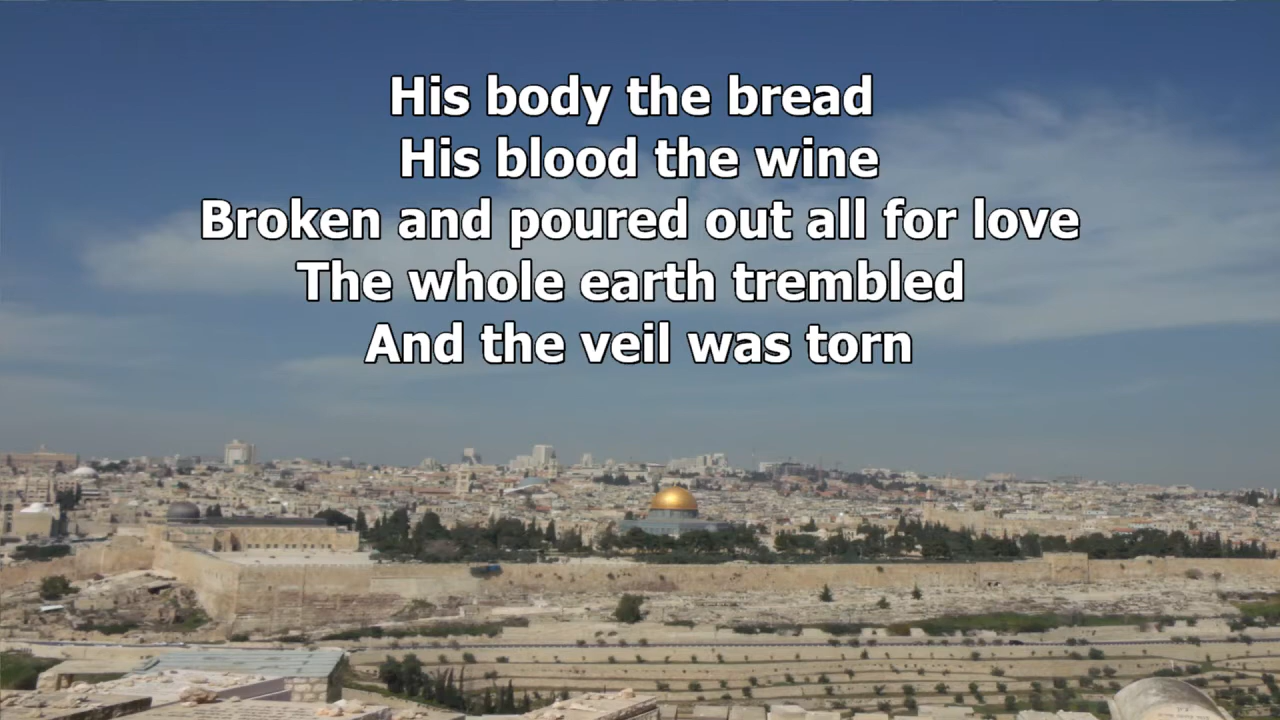 His body the bread
His blood the wine
Broken and poured out all for love
The whole earth trembled
And the veil was torn